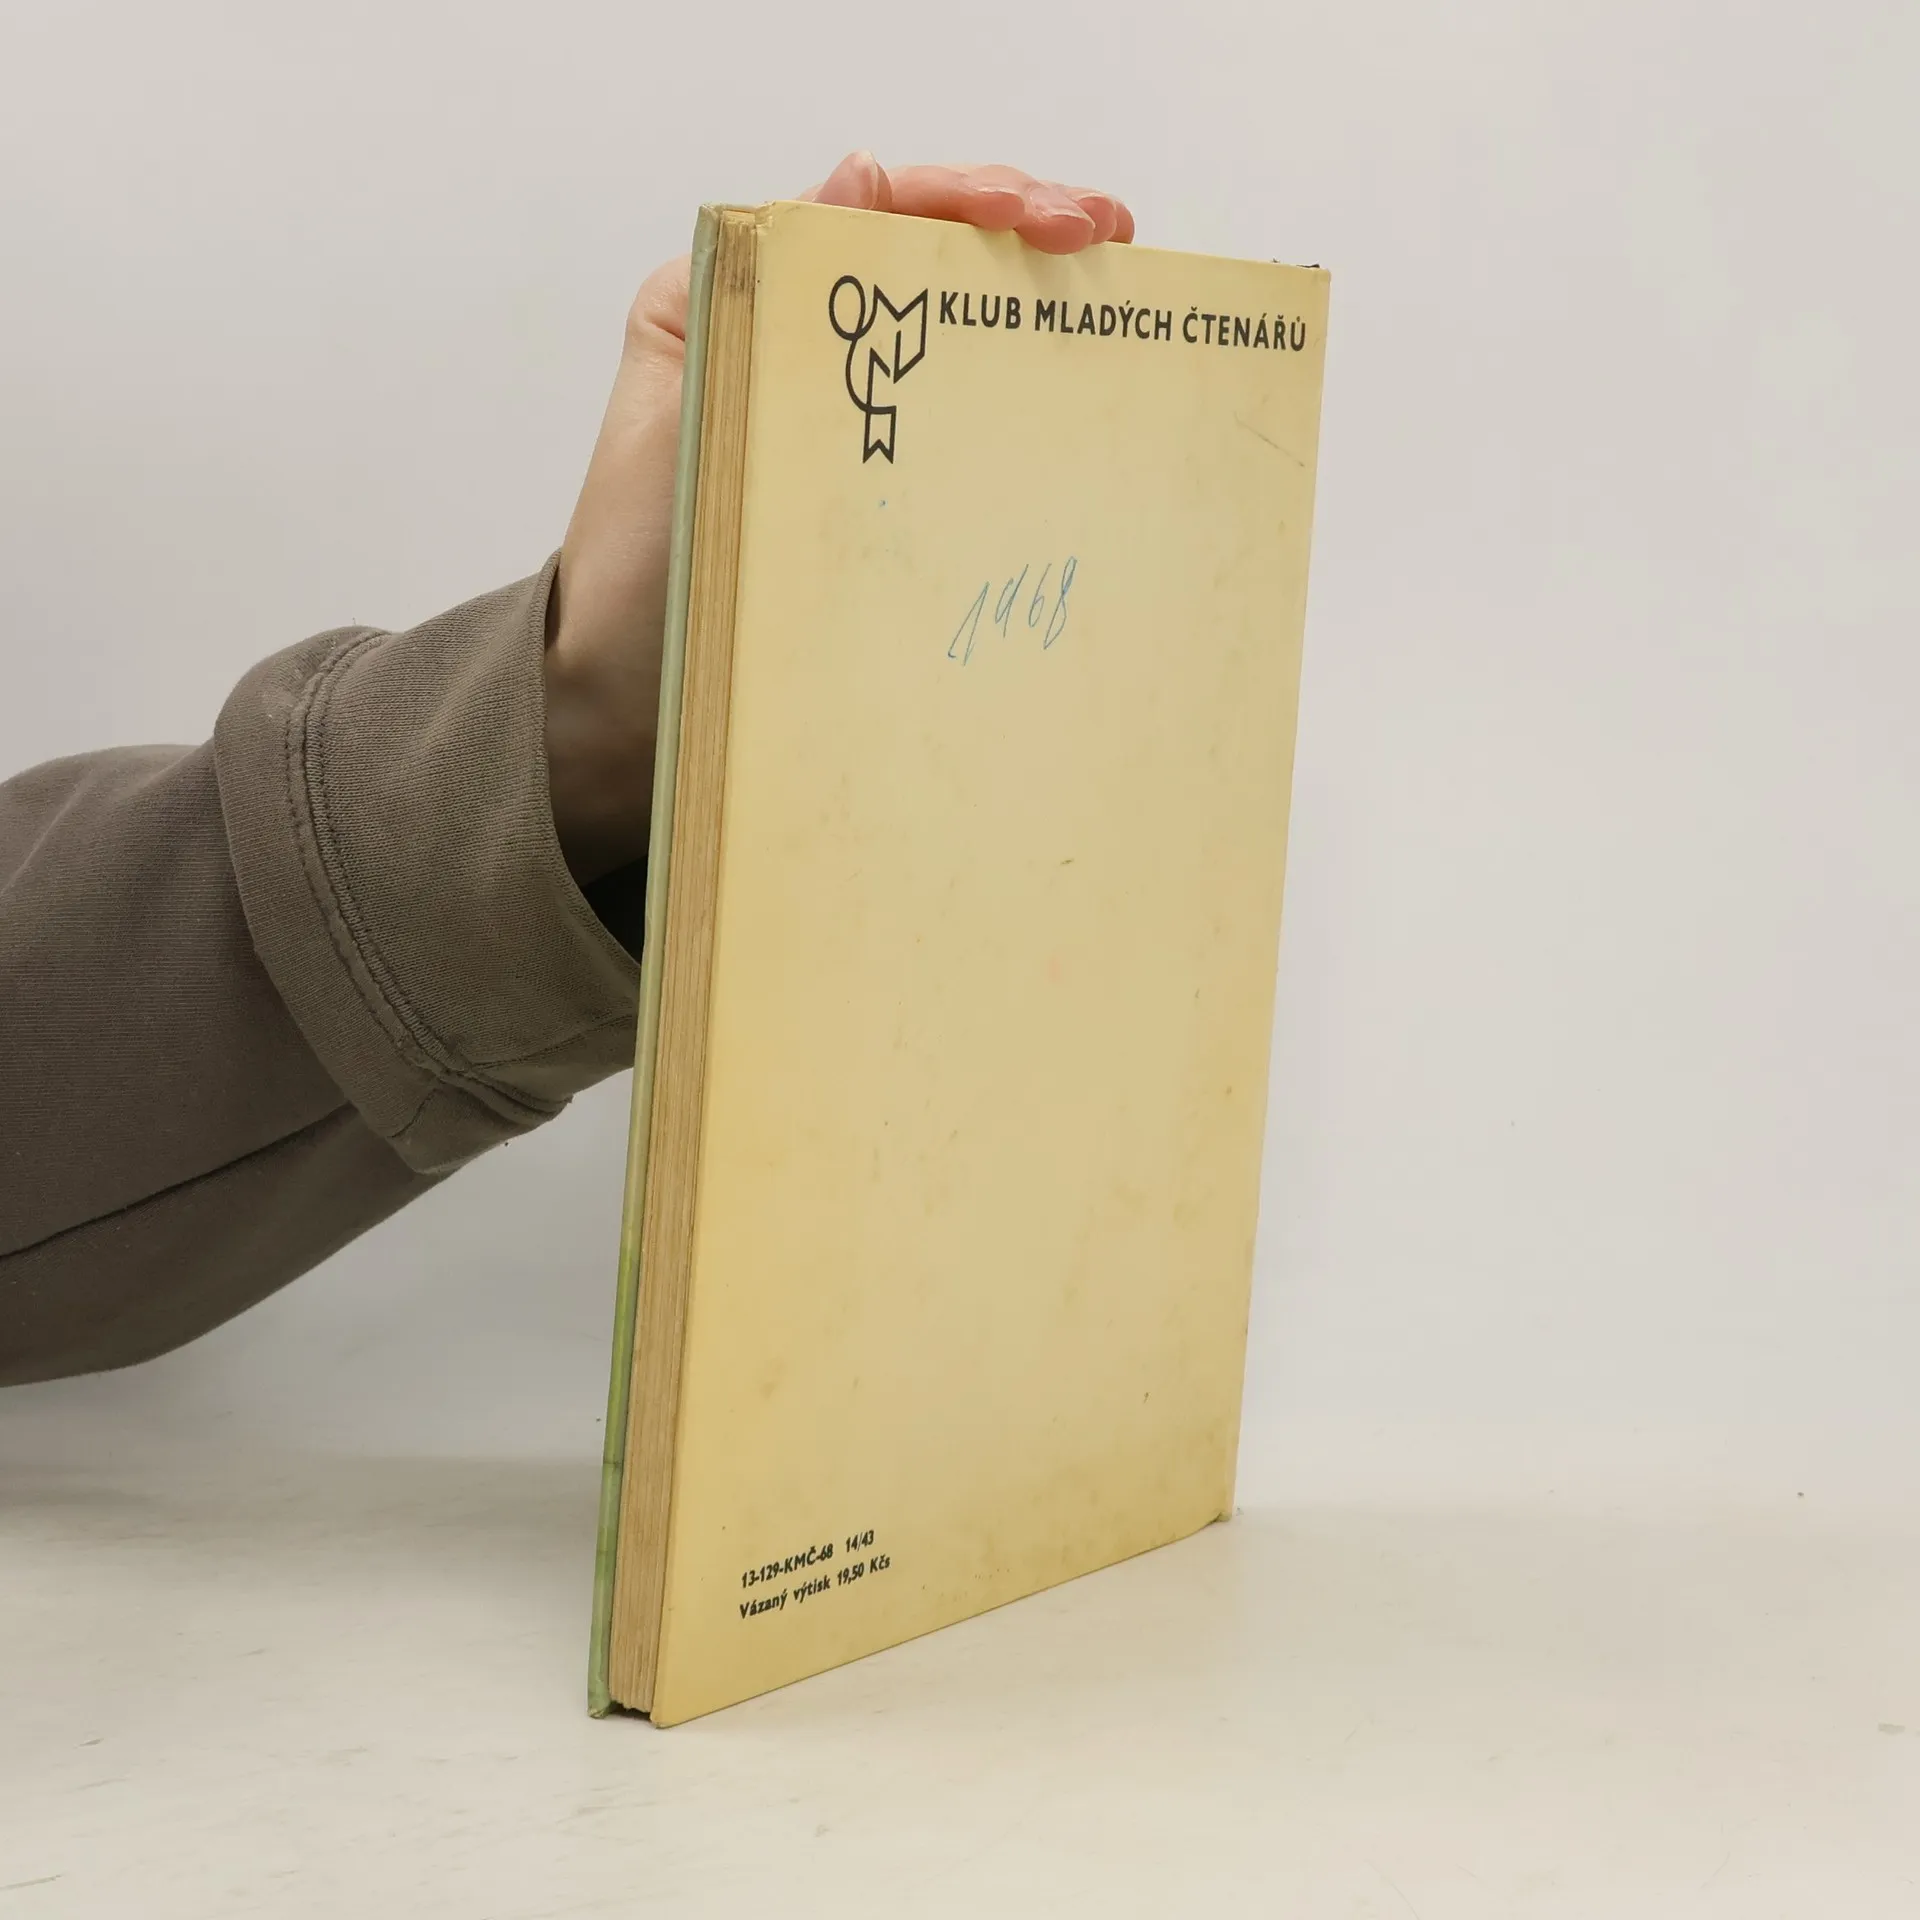 KLUB MLADÝCH ČTENÁŘŮ
1968
13-129-KMČ-68 14/43
Vázaný výtisk 19,50 Kčs